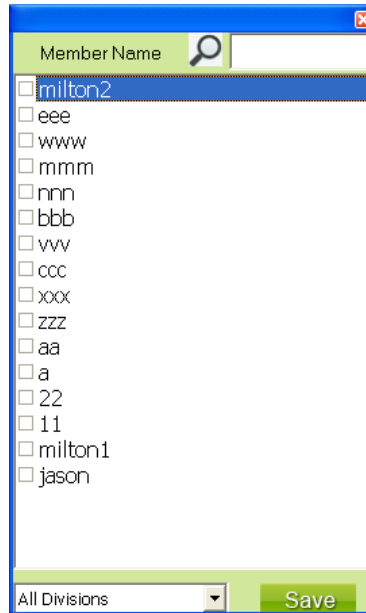 Member Name
milton2
eee
www
mmm
nnn
bbb
vvv
ccc
xxx
zzz
aa
a
22
11
milton1
jason
All Divisions
Save